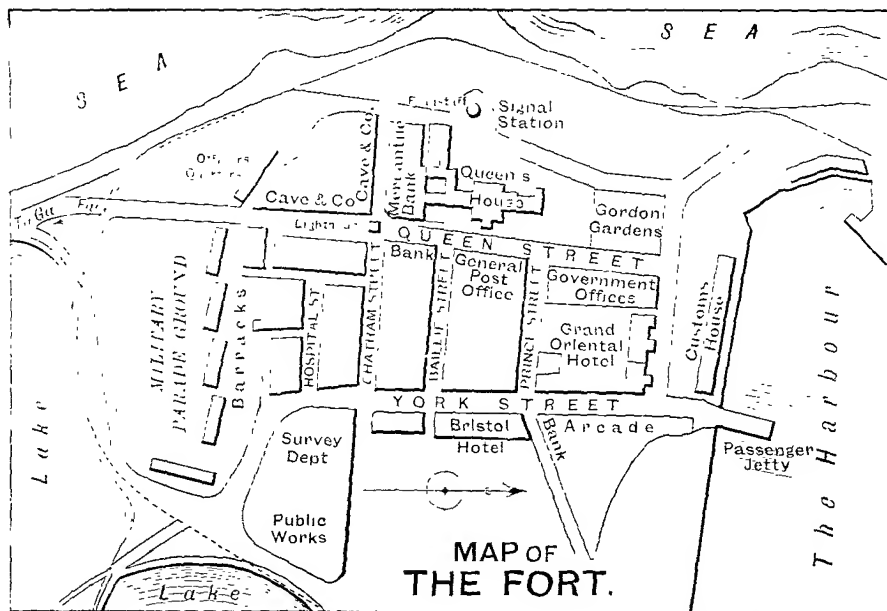 SEA
SEA
Signal
Station
Cave & Co.
Mercantile
Bank
Queen's
House
Cave & Co
Gordon
Gardens
QUEEN STREET
Bank
General
Post
Office
Government
Offices
MILITARY
PARADE GROUND
Barracks
HOSPITAL ST
CHATHAM STREET
BAILLIE STREET
PRINCE STREET
Grand
Oriental
Hotel
Customs
House
The Harbour
YORK STREET
Lake
Survey
Dept
Bristol
Hotel
Bank
Arcade
Passenger
Jetty
Public
Works
MAP OF
THE FORT.
Lake